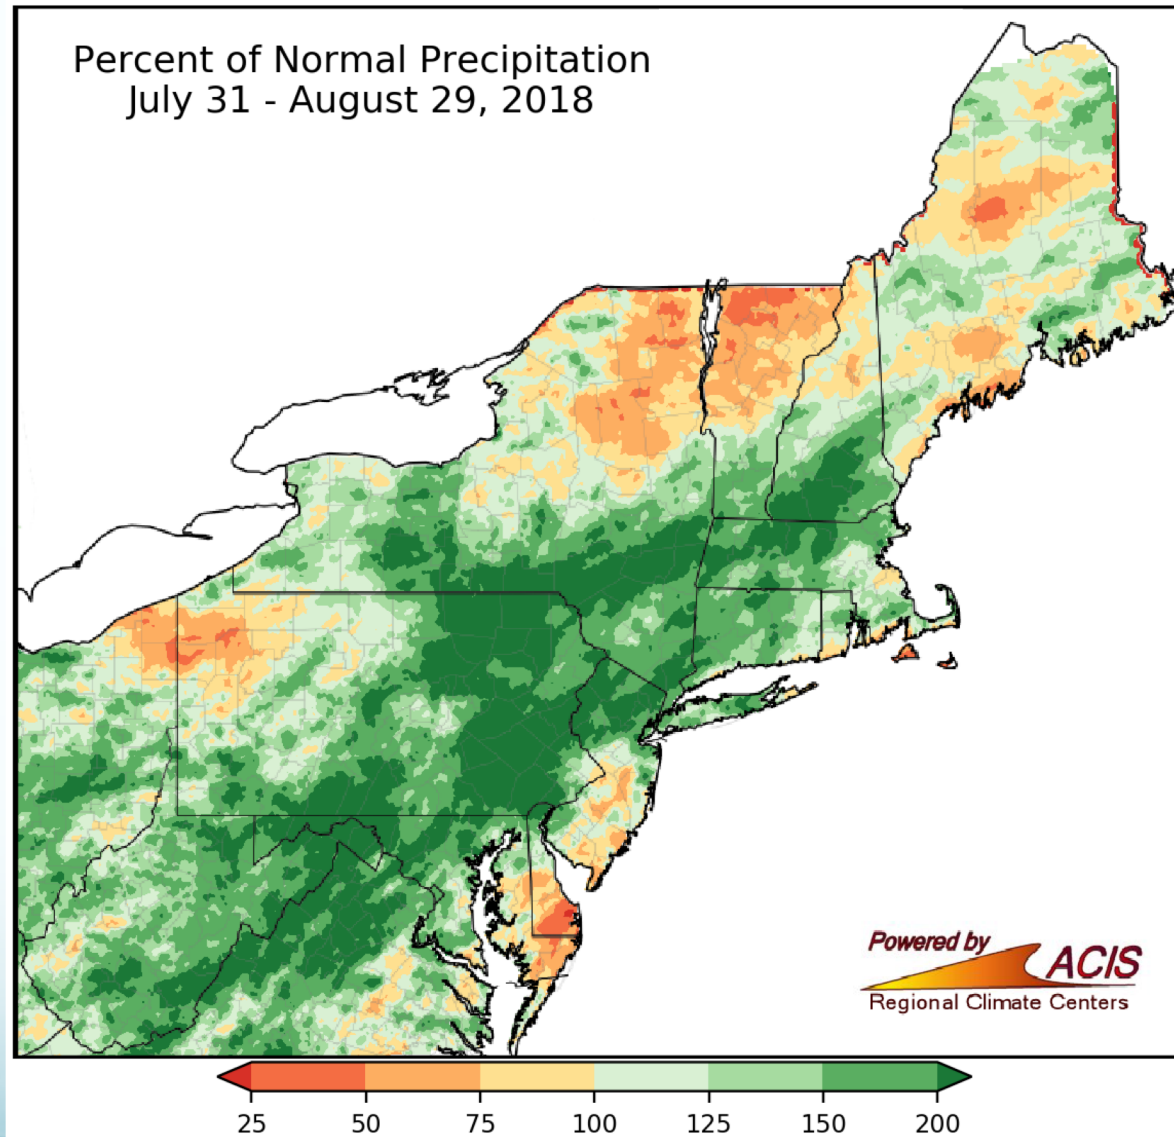 Percent of Normal Precipitation
July 31 - August 29, 2018
Powered by
ACIS
Regional Climate Centers
25 50 75 100 125 150 200